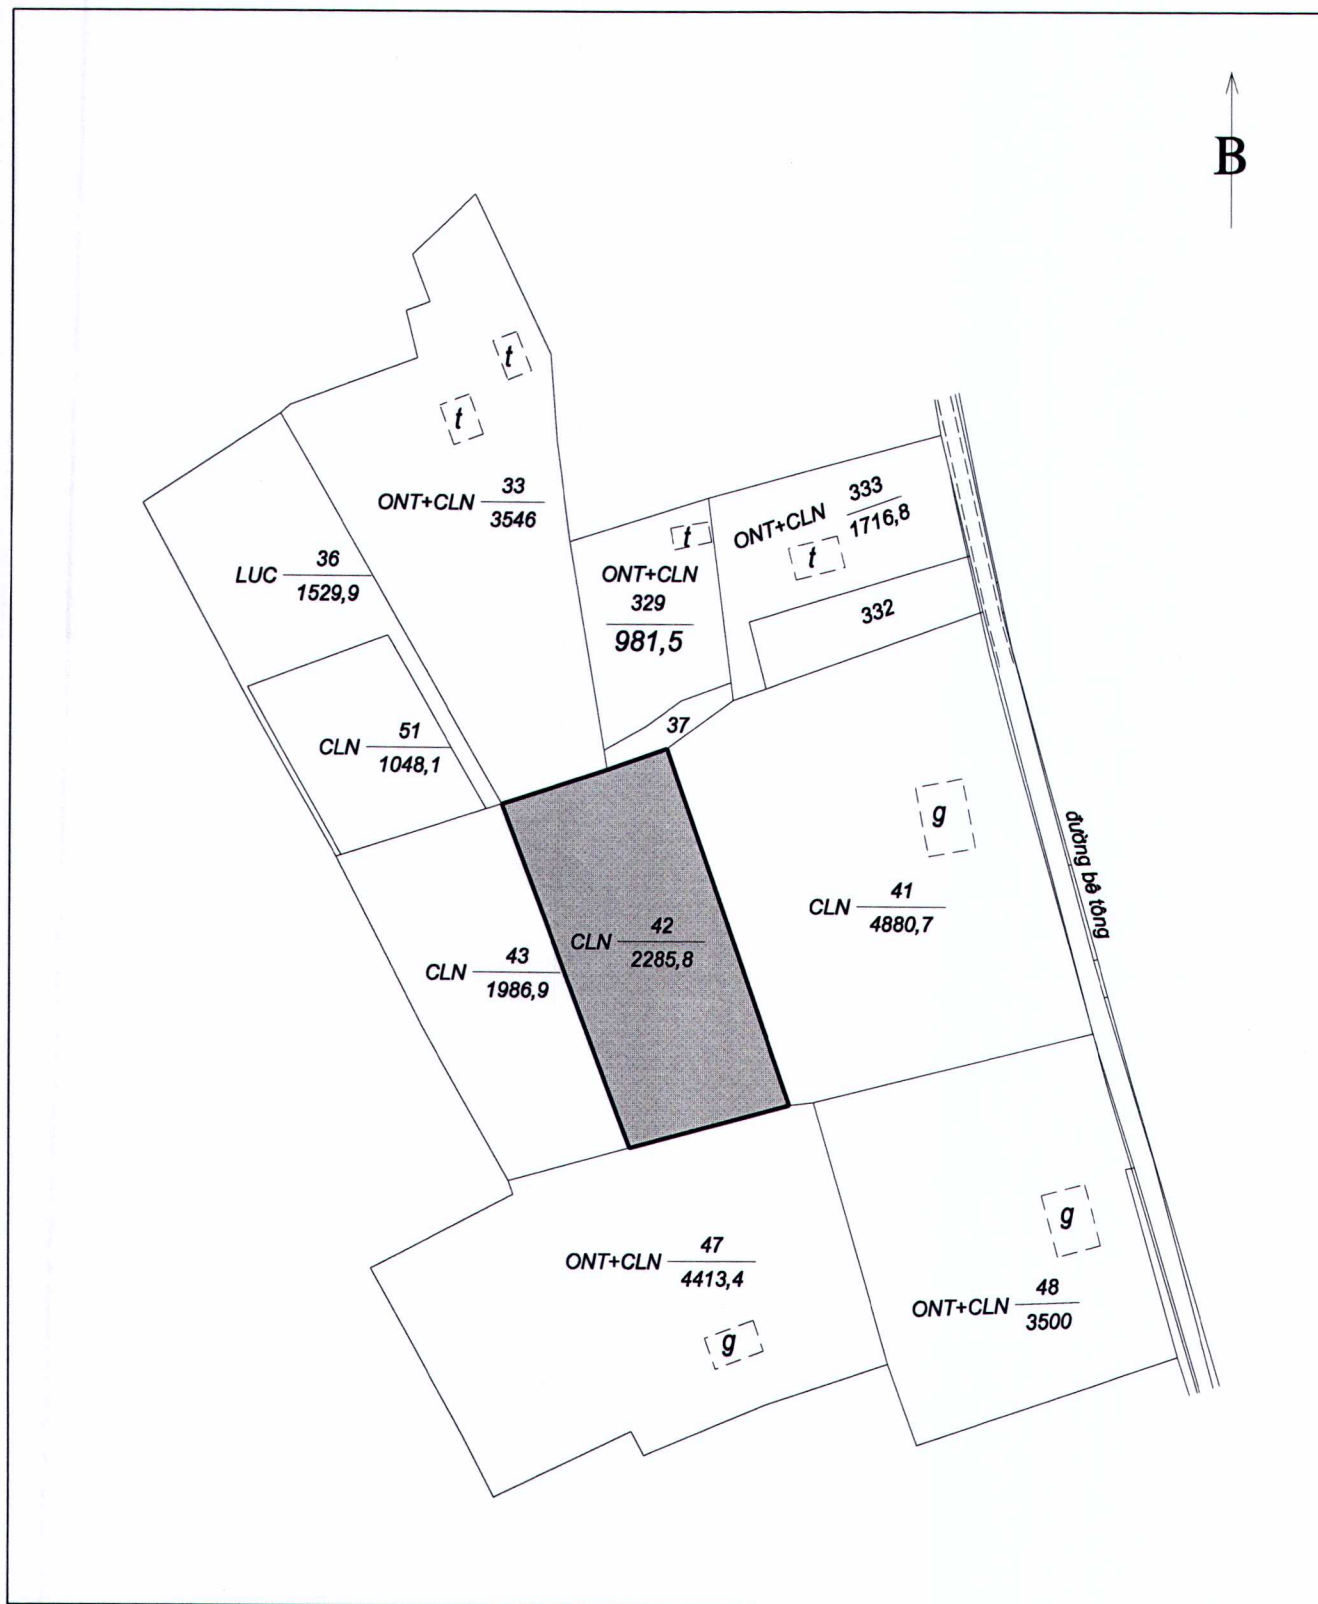 B
t
t
ONT+CLN 33
3546
ONT+CLN 333
1716,8
t
t
ONT+CLN
329
981,5
LUC 36
1529,9
332
37
CLN 51
1048,1
g
đường bê tông
CLN 41
4880,7
CLN 42
2285,8
CLN 43
1986,9
g
ONT+CLN 47
4413,4
ONT+CLN 48
3500
g